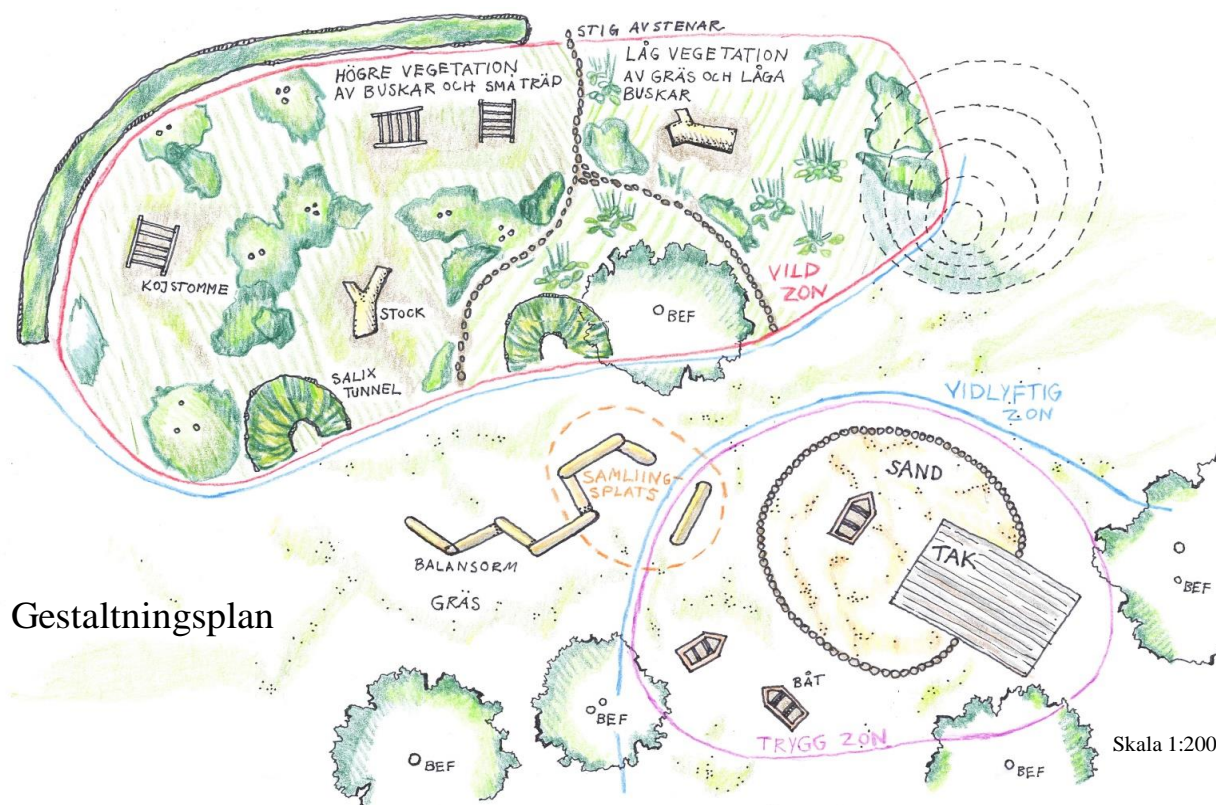 STIG AV STENAR
HÖGRE VEGETATION
AV BUSKAR OCH SMÅ TRÄD
LÅG VEGETATION
AV GRÄS OCH LÅGA
BUSKAR
KOJSTOMME
STOCK
SALIX
TUNNEL
BEF
VILD
ZON
VIDLYFTIG
ZON
SAMLIING-
SPLATS
SAND
TAK
BALANSORM
GRÄS
BEF
Gestaltningsplan
BÅT
BEF
TRYGG ZON
BEF
BEF
Skala 1:200